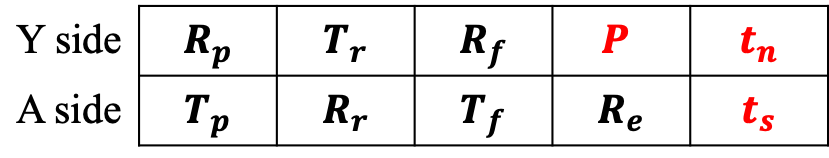 Y side R_p T_r R_f P t_n
A side T_p R_r T_f R_e t_s